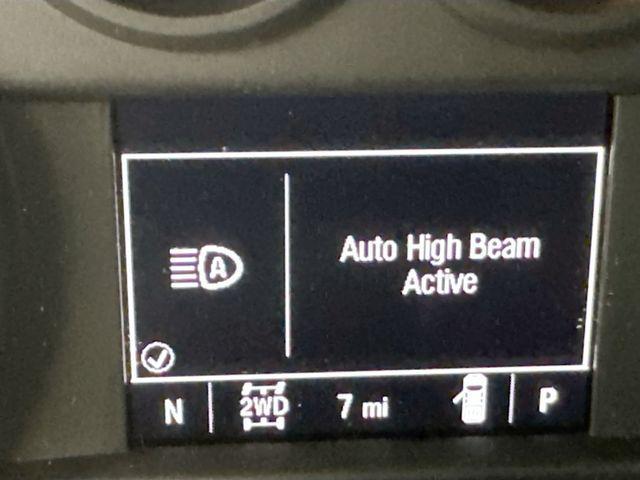 A
Auto High Beam
Active
N
2WD
7 mi
P